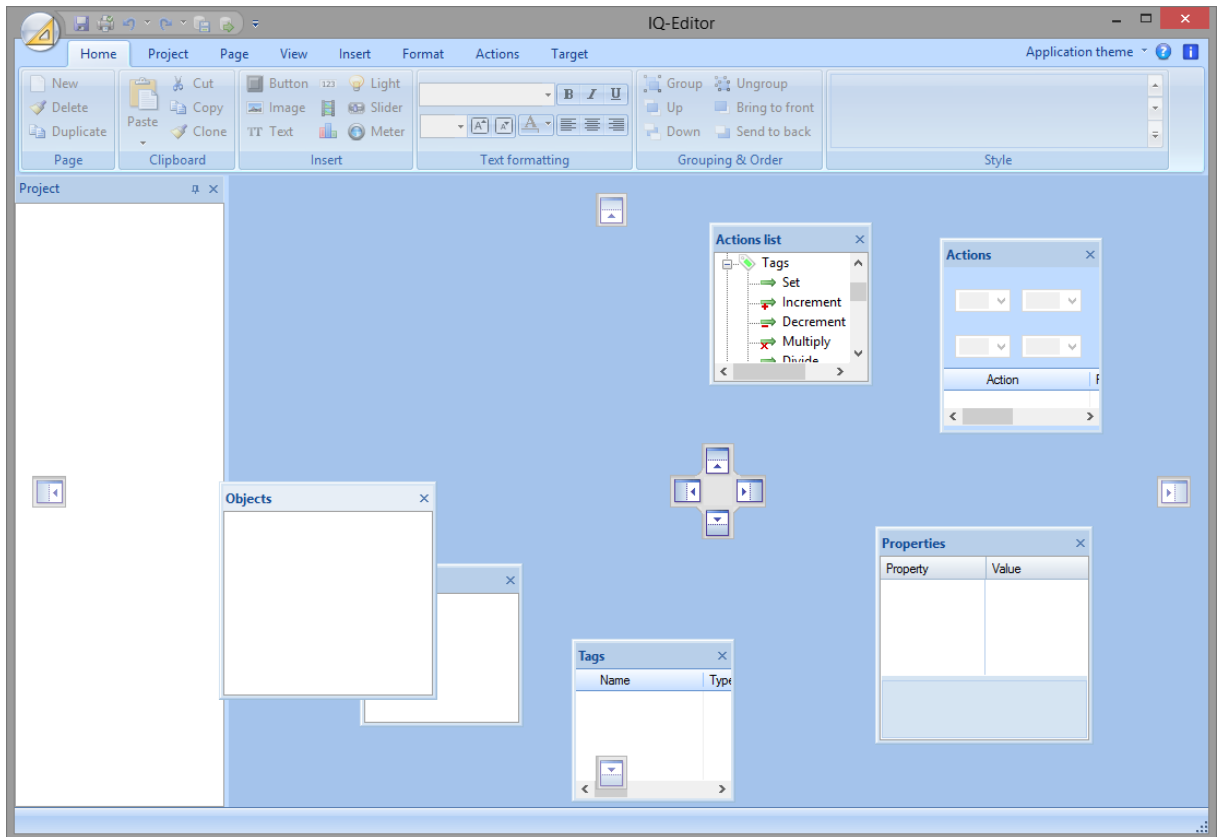 IQ-Editor
Home Project Page View Insert Format Actions Target Application theme
New
Delete
Duplicate
Page
Paste
Cut
Copy
Clone
Clipboard
Button 123 Light
Image Slider
TT Text Meter
Insert
B I U
A A A
Text formatting
Group Ungroup
Up Bring to front
Down Send to back
Grouping & Order
Style
Project
Actions list
Tags
Set
Increment
Decrement
Multiply
Divide
Actions
Action
Objects
Properties
Property Value
Tags
Name Type